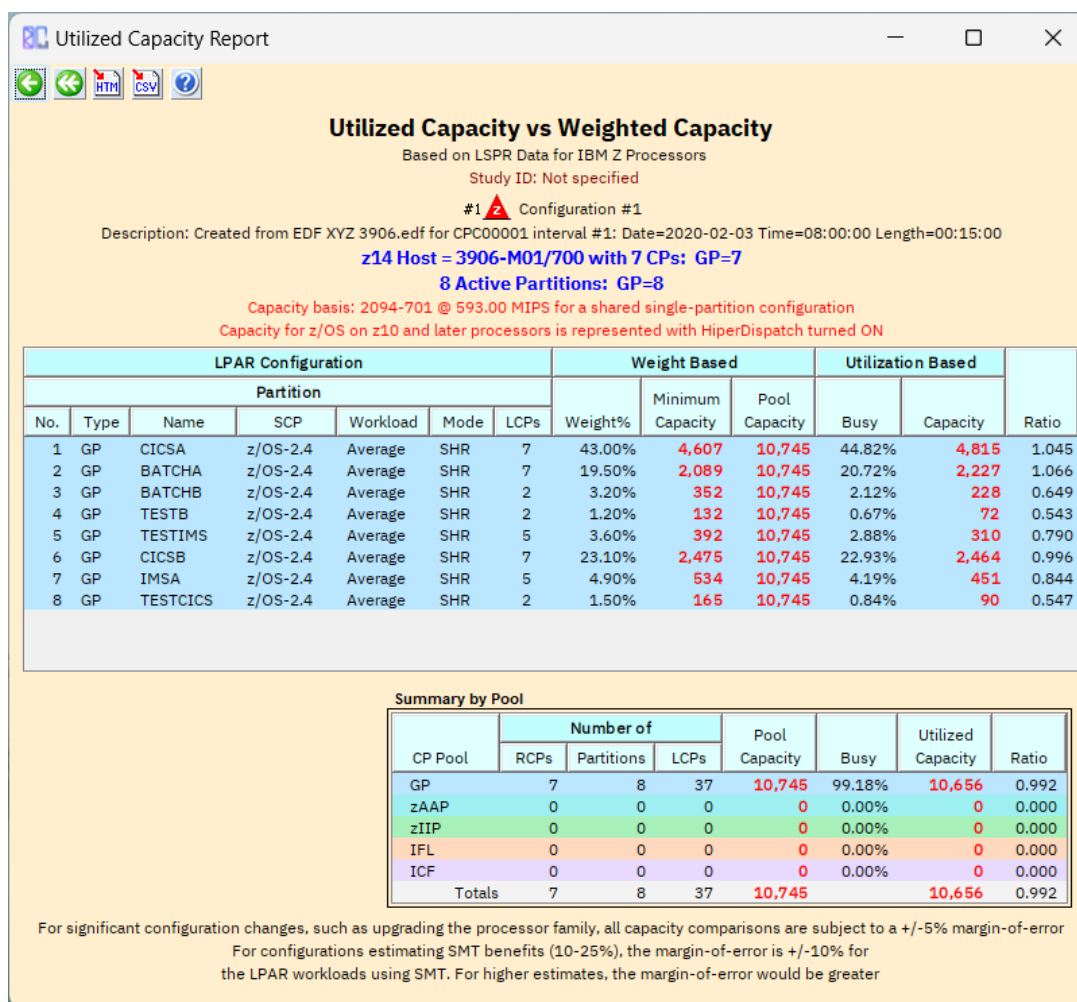 Utilized Capacity Report
HTM CSV ?
Utilized Capacity vs Weighted Capacity
Based on LSPR Data for IBM Z Processors
Study ID: Not specified
#1 z Configuration #1
Description: Created from EDF XYZ 3906.edf for CPC00001 interval #1: Date=2020-02-03 Time=08:00:00 Length=00:15:00
z14 Host = 3906-M01/700 with 7 CPs: GP=7
8 Active Partitions: GP=8
Capacity basis: 2094-701 @ 593.00 MIPS for a shared single-partition configuration
Capacity for z/OS on z10 and later processors is represented with HiperDispatch turned ON
LPAR Configuration Weight Based Utilization Based
Partition Minimum Pool
No. Type Name SCP Workload Mode LCPs Weight% Capacity Capacity Busy Capacity Ratio
1 GP CICSA z/OS-2.4 Average SHR 7 43.00% 4,607 10,745 44.82% 4,815 1.045
2 GP BATCHA z/OS-2.4 Average SHR 7 19.50% 2,089 10,745 20.72% 2,227 1.066
3 GP BATCHB z/OS-2.4 Average SHR 2 3.20% 352 10,745 2.12% 228 0.649
4 GP TESTB z/OS-2.4 Average SHR 2 1.20% 132 10,745 0.67% 72 0.543
5 GP TESTIMS z/OS-2.4 Average SHR 5 3.60% 392 10,745 2.88% 310 0.790
6 GP CICSB z/OS-2.4 Average SHR 7 23.10% 2,475 10,745 22.93% 2,464 0.996
7 GP IMSA z/OS-2.4 Average SHR 5 4.90% 534 10,745 4.19% 451 0.844
8 GP TESTCICS z/OS-2.4 Average SHR 2 1.50% 165 10,745 0.84% 90 0.547
Summary by Pool
Number of Pool Utilized
CP Pool RCPs Partitions LCPs Capacity Busy Capacity Ratio
GP 7 8 37 10,745 99.18% 10,656 0.992
zAAP 0 0 0 0 0.00% 0 0.000
zIIP 0 0 0 0 0.00% 0 0.000
IFL 0 0 0 0 0.00% 0 0.000
ICF 0 0 0 0 0.00% 0 0.000
Totals 7 8 37 10,745 10,656 0.992
For significant configuration changes, such as upgrading the processor family, all capacity comparisons are subject to a +/-5% margin-of-error
For configurations estimating SMT benefits (10-25%), the margin-of-error is +/-10% for
the LPAR workloads using SMT. For higher estimates, the margin-of-error would be greater